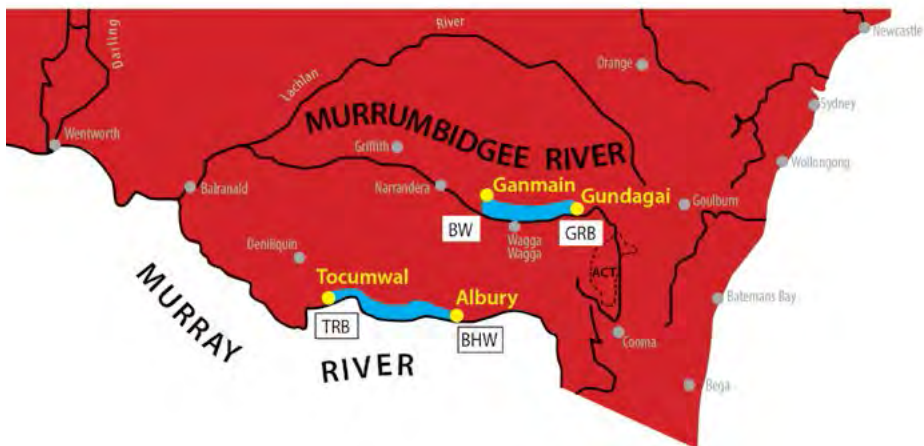 Newcastle
River
Darling
Orange
Lachlan
Sydney
MURRUMBIDGEE RIVER
Wentworth
Griffith
Wollongong
Balranald
Narrandera
Ganmain
Gundagai
Goulburn
BW
Wagga
Wagga
GRB
Deniliquin
Tocumwal
ACT
Albury
Batemans Bay
TRB
BHW
Cooma
MURRAY
RIVER
Bega